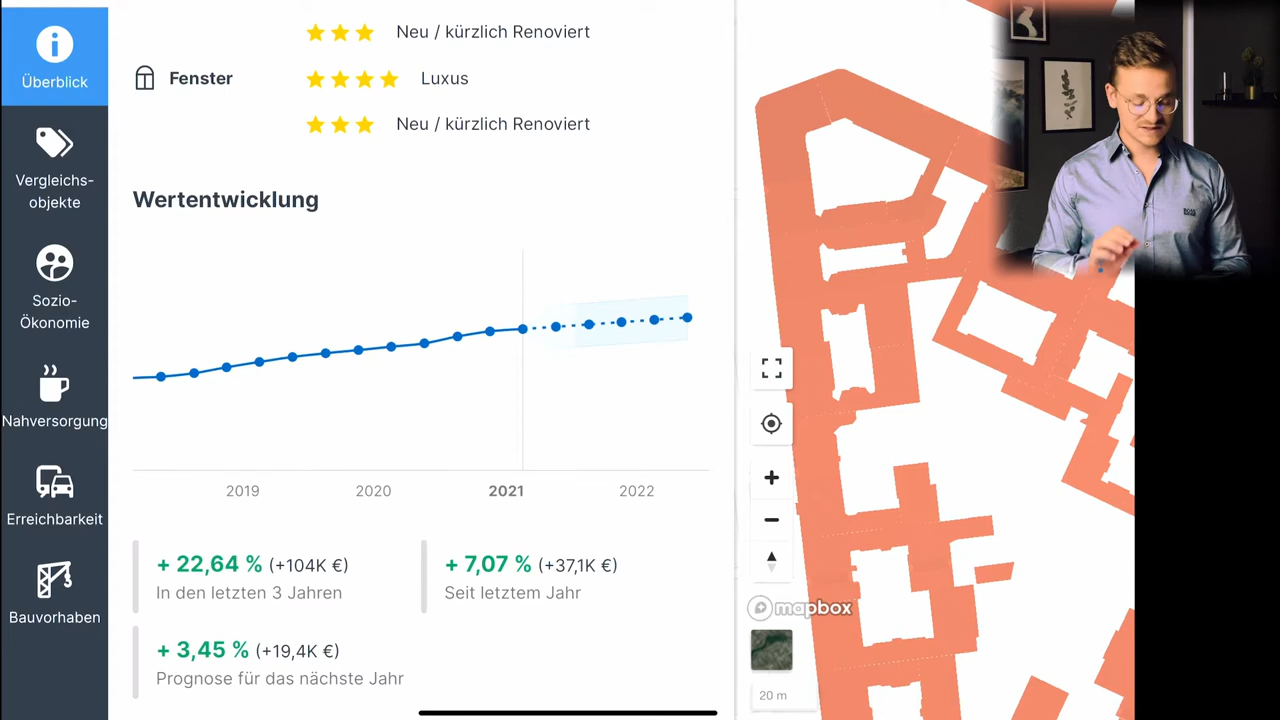 Überblick
Vergleichs-
objekte
Sozio-
Ökonomie
Nahversorgung
Erreichbarkeit
Bauvorhaben
Neu / kürzlich Renoviert
Fenster
Luxus
Neu / kürzlich Renoviert
Wertentwicklung
2019 2020 2021 2022
+ 22,64 % (+104K €)
In den letzten 3 Jahren
+ 7,07 % (+37,1K €)
Seit letztem Jahr
+ 3,45 % (+19,4K €)
Prognose für das nächste Jahr
mapbox
20 m
BOSS